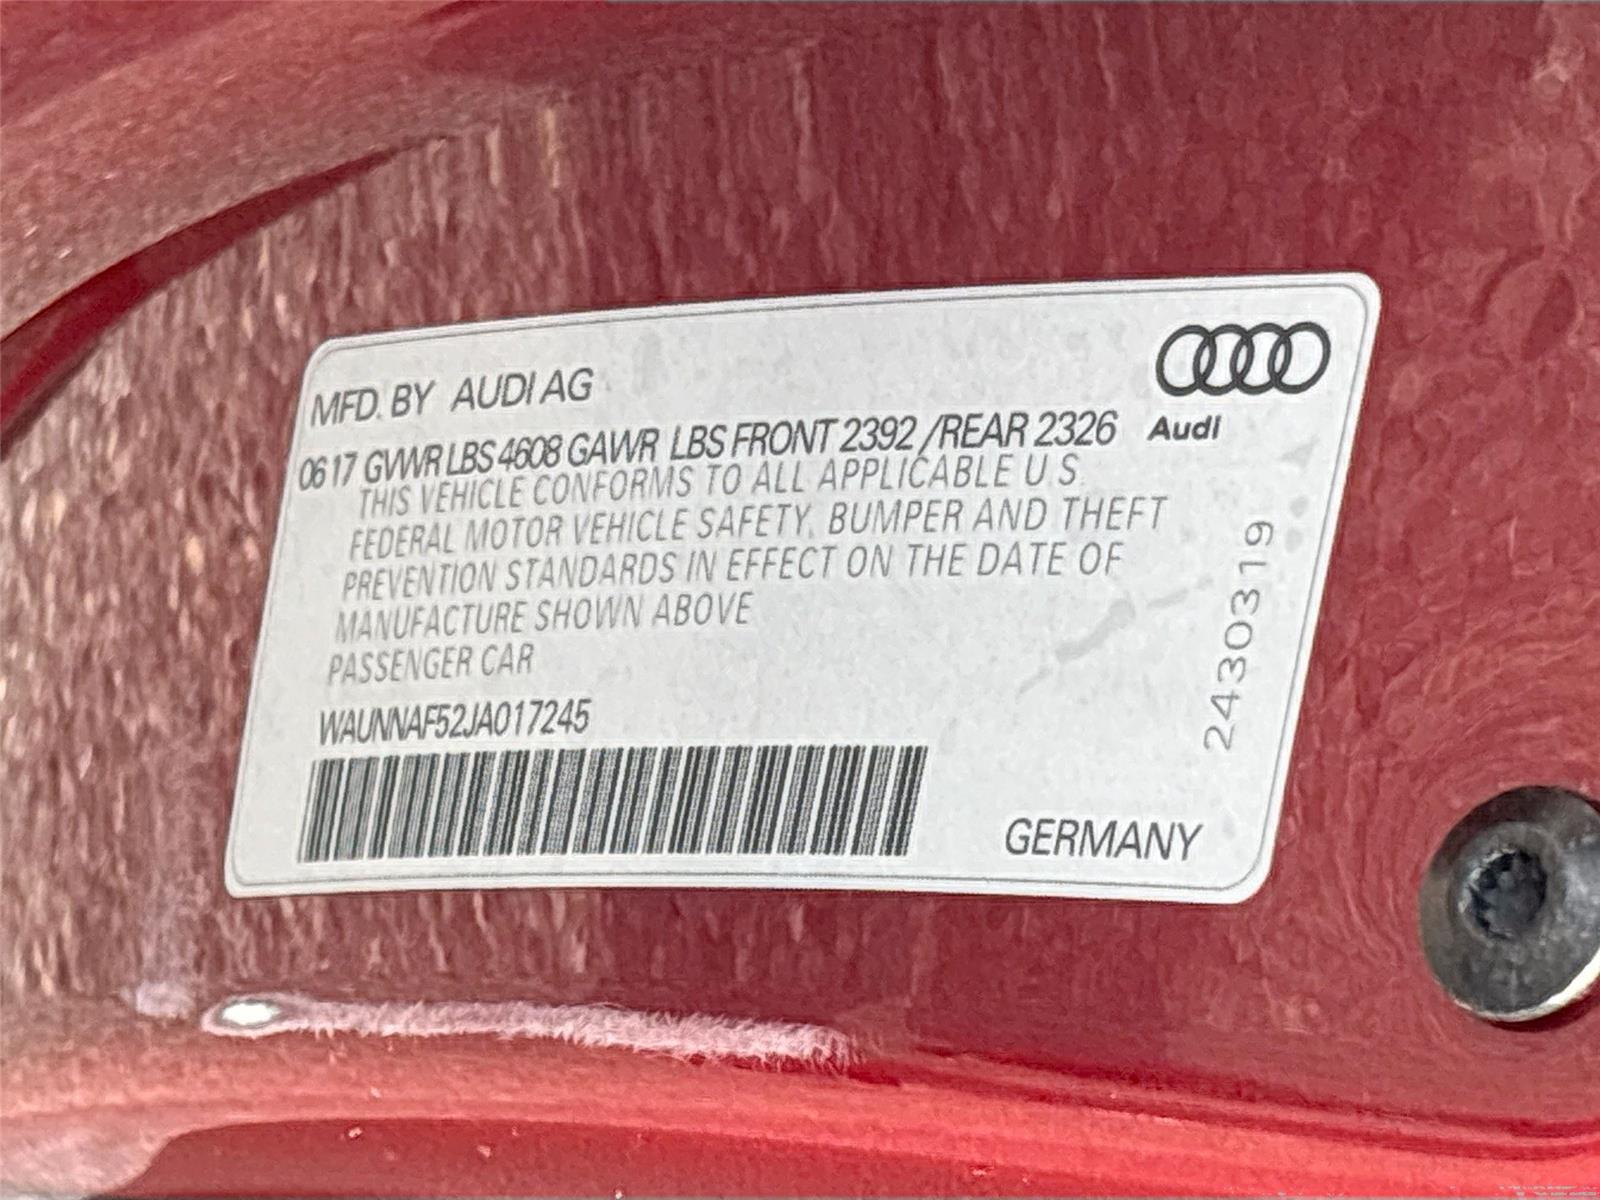 MFD. BY AUDI AG
Audi
06 17 GVWR LBS 4608 GAWR LBS FRONT 2392 /REAR 2326
THIS VEHICLE CONFORMS TO ALL APPLICABLE U S
FEDERAL MOTOR VEHICLE SAFETY, BUMPER AND THEFT
PREVENTION STANDARDS IN EFFECT ON THE DATE OF
MANUFACTURE SHOWN ABOVE
PASSENGER CAR
WAUNNAF52JA017245
GERMANY
2430319